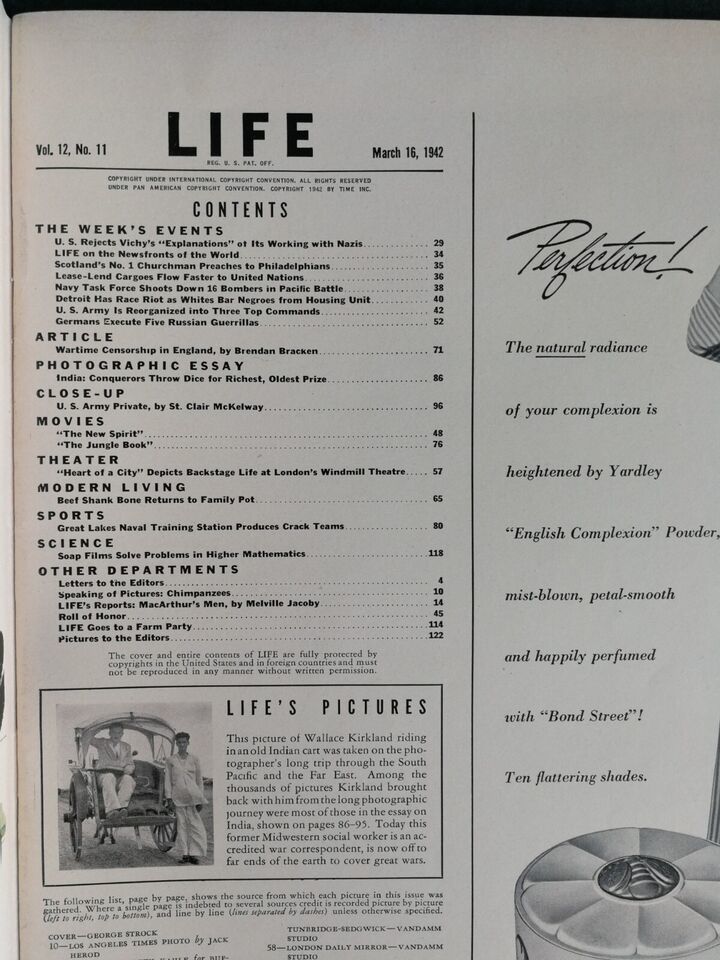 Vol. 12, No. 11
LIFE
March 16, 1942
REG. U. S. PAT. OFF.
COPYRIGHT UNDER INTERNATIONAL COPYRIGHT CONVENTION. ALL RIGHTS RESERVED
UNDER PAN AMERICAN COPYRIGHT CONVENTION. COPYRIGHT 1942 BY TIME INC.
CONTENTS
THE WEEK'S EVENTS
U. S. Rejects Vichy's "Explanations" of Its Working with Nazis............. 29
LIFE on the Newsfronts of the World............. 34
Scotland's No. 1 Churchman Preaches to Philadelphians............. 35
Lease-Lend Cargoes Flow Faster to United Nations............. 36
Navy Task Force Shoots Down 16 Bombers in Pacific Battle............. 38
Detroit Has Race Riot as Whites Bar Negroes from Housing Unit............. 40
U. S. Army Is Reorganized into Three Top Commands............. 42
Germans Execute Five Russian Guerrillas............. 52
ARTICLE
Wartime Censorship in England, by Brendan Bracken............. 71
PHOTOGRAPHIC ESSAY
India: Conquerors Throw Dice for Richest, Oldest Prize............. 86
CLOSE-UP
U. S. Army Private, by St. Clair McKelway............. 96
MOVIES
"The New Spirit"............. 48
"The Jungle Book"............. 76
THEATER
"Heart of a City" Depicts Backstage Life at London's Windmill Theatre..... 57
MODERN LIVING
Beef Shank Bone Returns to Family Pot............. 65
SPORTS
Great Lakes Naval Training Station Produces Crack Teams............. 80
SCIENCE
Soap Films Solve Problems in Higher Mathematics.............118
OTHER DEPARTMENTS
Letters to the Editors............. 4
Speaking of Pictures: Chimpanzees............. 10
LIFE's Reports: MacArthur's Men, by Melville Jacoby............. 14
Roll of Honor............. 45
LIFE Goes to a Farm Party.............114
Pictures to the Editors.............122
The cover and entire contents of LIFE are fully protected by
copyrights in the United States and in foreign countries and must
not be reproduced in any manner without written permission.
LIFE'S PICTURES
This picture of Wallace Kirkland riding
in an old Indian cart was taken on the pho-
tographer's long trip through the South
Pacific and the Far East. Among the
thousands of pictures Kirkland brought
back with him from the long photographic
journey were most of those in the essay on
India, shown on pages 86–95. Today this
former Midwestern social worker is an ac-
credited war correspondent, is now off to
far ends of the earth to cover great wars.
The following list, page by page, shows the source from which each picture in this issue was
gathered. Where a single page is indebted to several sources credit is recorded picture by picture
(left to right, top to bottom), and line by line (lines separated by dashes) unless otherwise specified.
COVER—GEORGE STROCK
10—LOS ANGELES TIMES PHOTO by JACK
HEROD
for BUF-
TUNBRIDGE-SEDGWICK—VANDAMM
STUDIO
58—LONDON DAILY MIRROR—VANDAMM
STUDIO
Perfection!
The natural radiance
of your complexion is
heightened by Yardley
"English Complexion" Powder,
mist-blown, petal-smooth
and happily perfumed
with "Bond Street"!
Ten flattering shades.